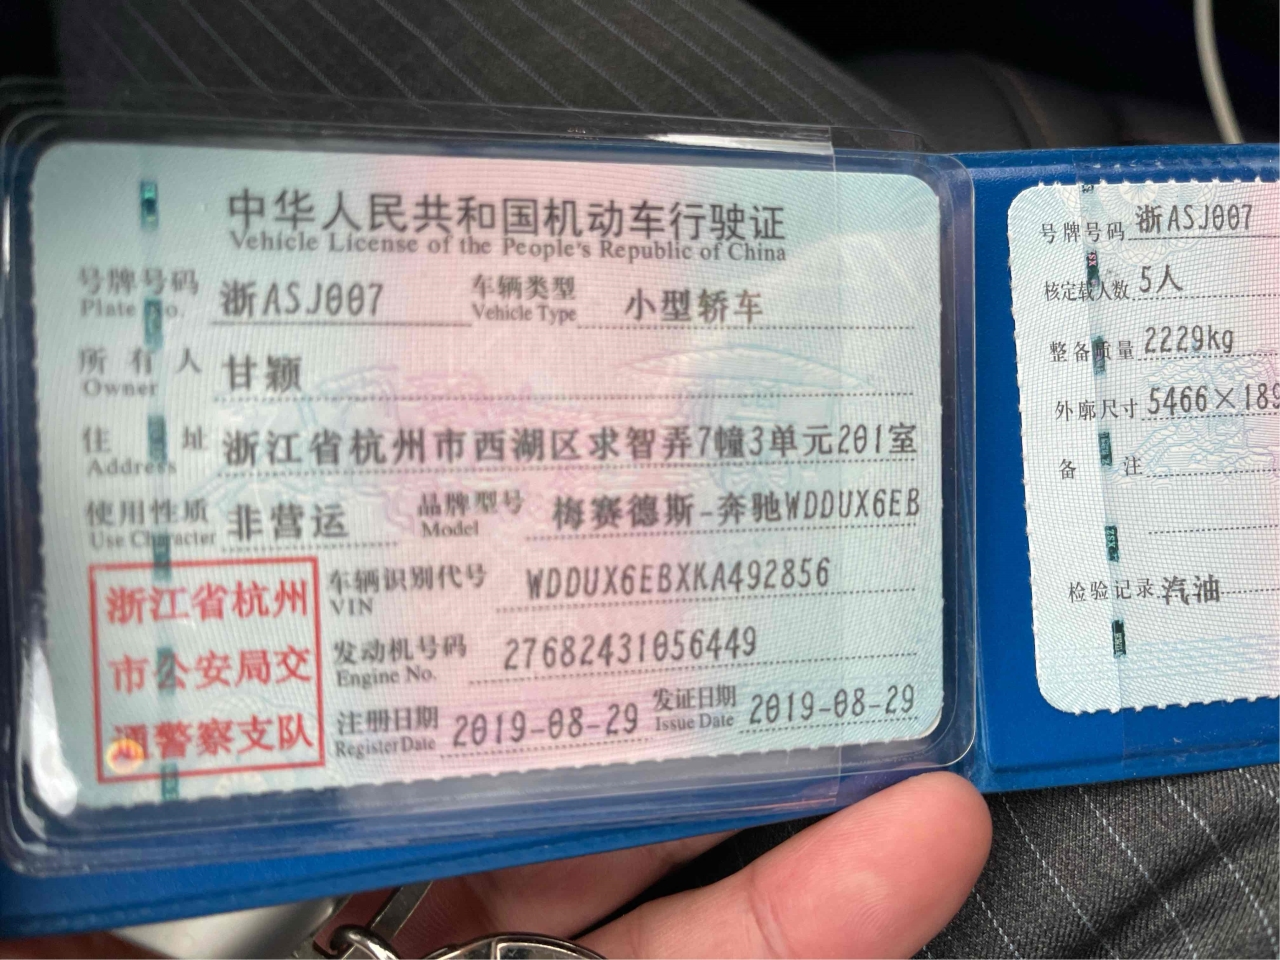 中华人民共和国机动车行驶证
Vehicle License of the People's Republic of China
号牌号码 浙ASJ007 车辆类型 小型轿车
Plate No. Vehicle Type
所有人 甘颖
Owner
住址 浙江省杭州市西湖区求智弄7幢3单元201室
Address
使用性质 非营运 品牌型号 梅赛德斯-奔驰WDDUX6EB
Use Character Model
车辆识别代号 WDDUX6EBXKA492856
VIN
发动机号码 27682431056449
Engine No.
注册日期 2019-08-29 发证日期 2019-08-29
Register Date Issue Date
浙江省杭州
市公安局交
通警察支队
号牌号码 浙ASJ007
核定载人数 5人
整备质量 2229kg
外廓尺寸 5466×189
备注
检验记录 汽油